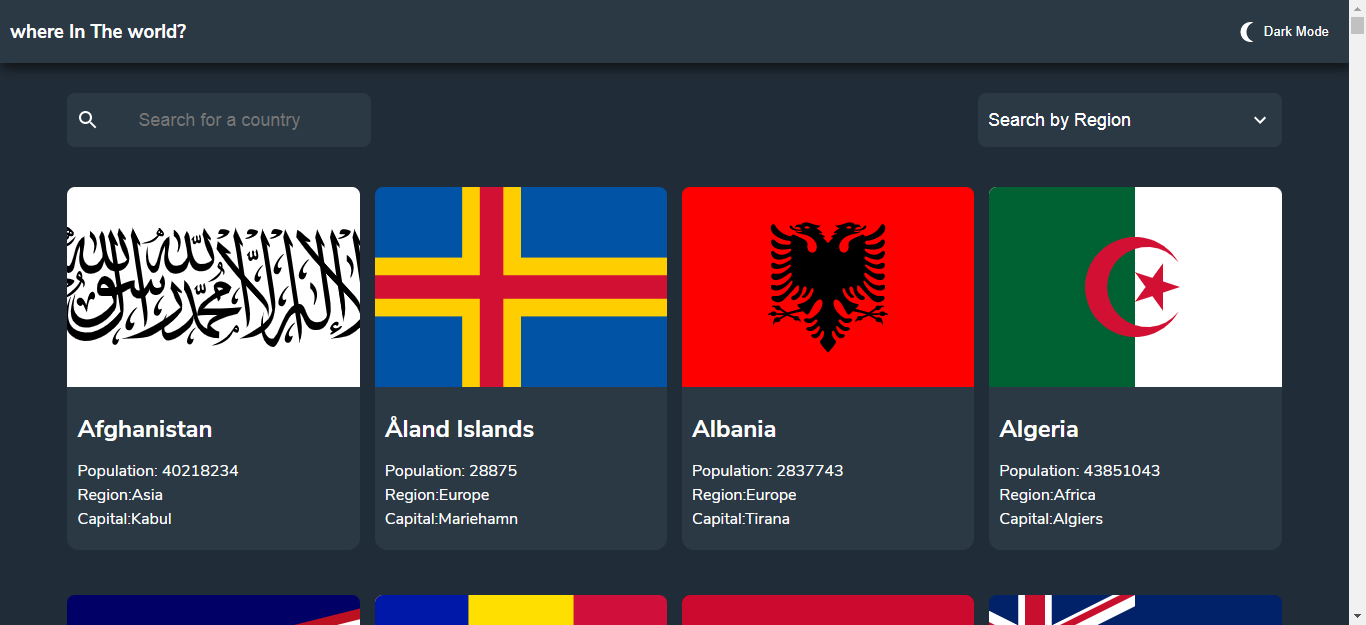 where In The world?
Dark Mode
Search for a country
Search by Region
لا إله إلا الله محمد رسول الله
Afghanistan
Population: 40218234
Region:Asia
Capital:Kabul
Åland Islands
Population: 28875
Region:Europe
Capital:Mariehamn
Albania
Population: 2837743
Region:Europe
Capital:Tirana
Algeria
Population: 43851043
Region:Africa
Capital:Algiers